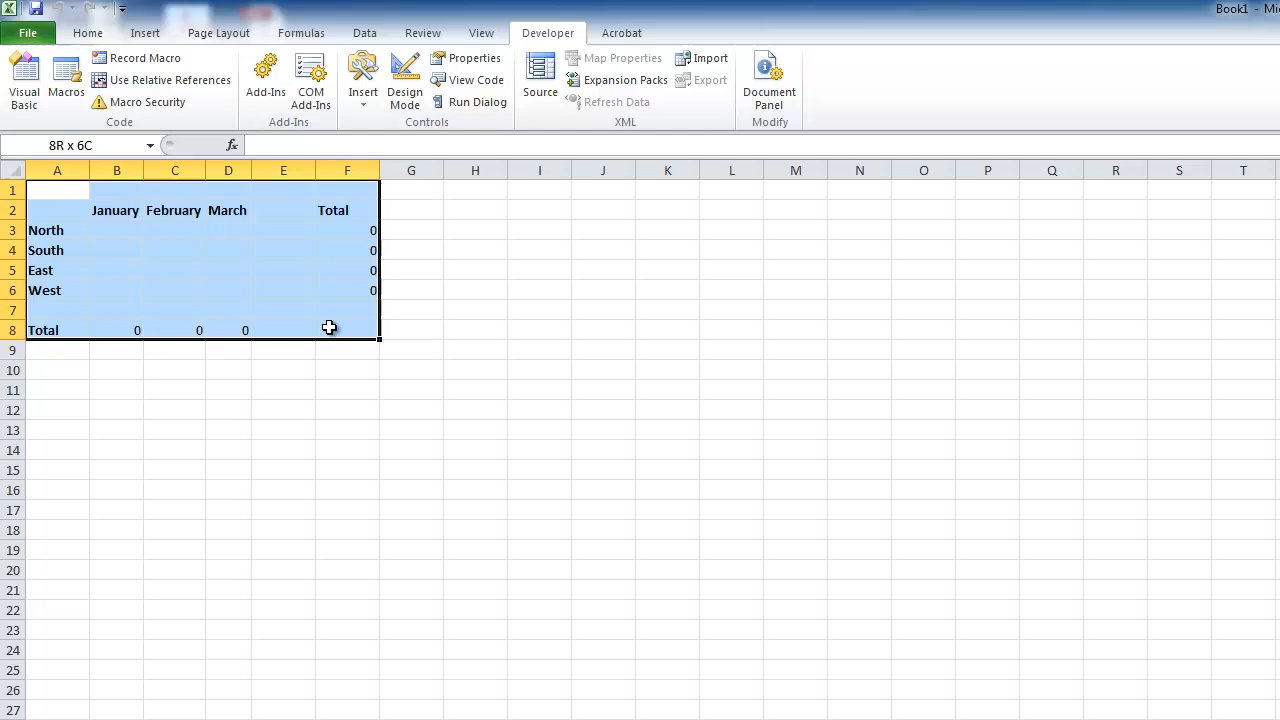 Book1 - Mi
File Home Insert Page Layout Formulas Data Review View Developer Acrobat
Visual Basic
Macros
Record Macro
Use Relative References
Macro Security
Code
Add-Ins
COM Add-Ins
Add-Ins
Insert
Design Mode
Properties
View Code
Run Dialog
Controls
Source
Map Properties
Expansion Packs
Refresh Data
Import
Export
XML
Document Panel
Modify
8R x 6C fx
A B C D E F G H I J K L M N O P Q R S T
1
2 January February March Total
3 North 0
4 South 0
5 East 0
6 West 0
7
8 Total 0 0 0
9
10
11
12
13
14
15
16
17
18
19
20
21
22
23
24
25
26
27